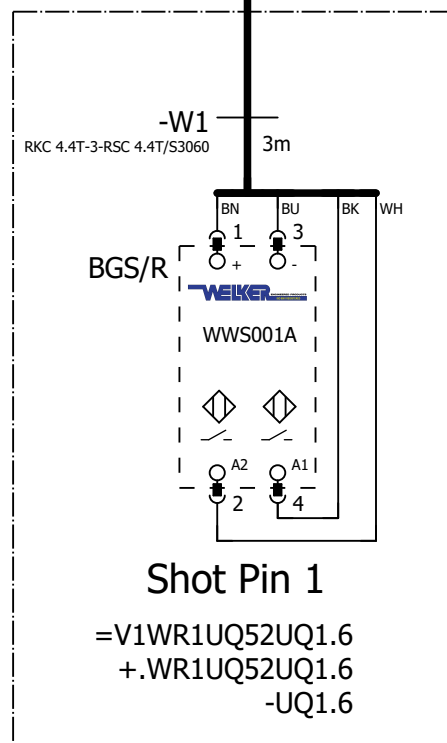 -W1
RKC 4.4T-3-RSC 4.4T/S3060
3m
BN BU BK WH
1 3
BGS/R
+ -
WELKER
WWS001A
A2 A1
2 4
Shot Pin 1
=V1WR1UQ52UQ1.6
+.WR1UQ52UQ1.6
-UQ1.6